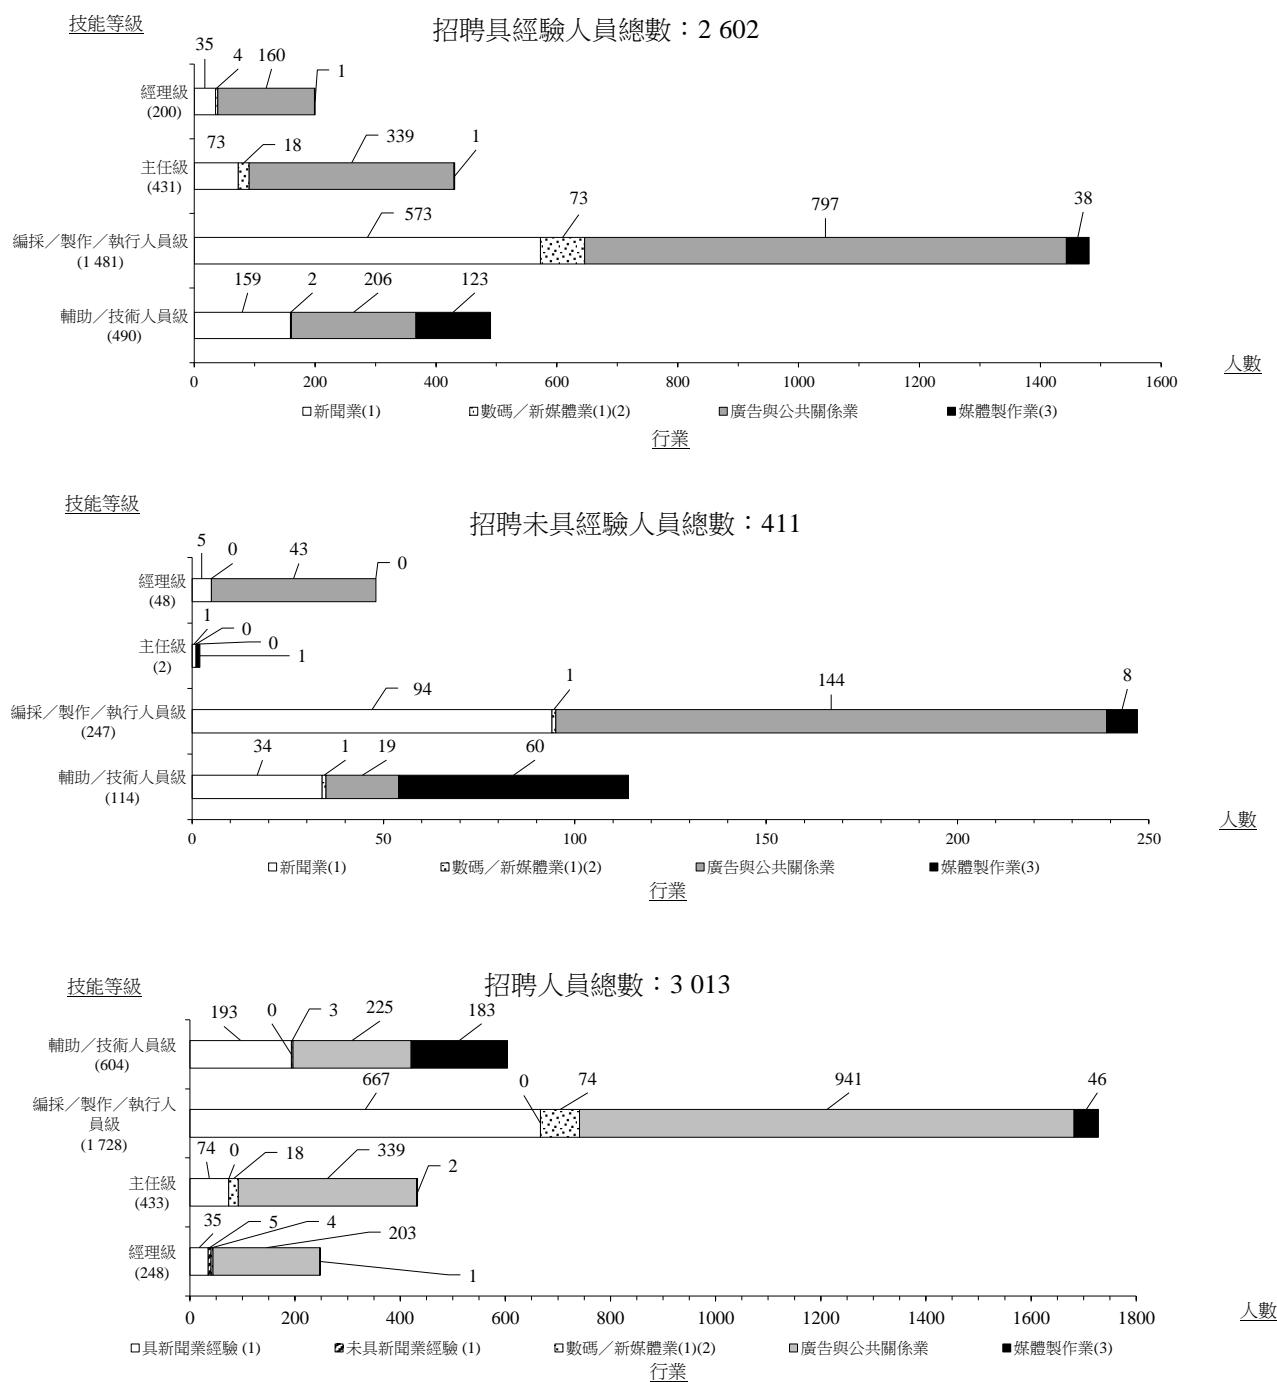 技能等級
招聘具經驗人員總數：2 602
35 4 160 1
經理級
(200)
73 18 339 1
主任級
(431)
573 73 797 38
編採／製作／執行人員級
(1 481)
159 2 206 123
輔助／技術人員級
(490)
0 200 400 600 800 1000 1200 1400 1600
人數
新聞業(1) 數碼／新媒體業(1)(2) 廣告與公共關係業 媒體製作業(3)
行業
技能等級
招聘未具經驗人員總數：411
5 0 43 0
經理級
(48)
1 0 0 1
主任級
(2)
94 1 144 8
編採／製作／執行人員級
(247)
34 1 19 60
輔助／技術人員級
(114)
0 50 100 150 200 250
人數
新聞業(1) 數碼／新媒體業(1)(2) 廣告與公共關係業 媒體製作業(3)
行業
技能等級
招聘人員總數：3 013
193 0 3 225 183
輔助／技術人員級
(604)
667 0 74 941 46
編採／製作／執行人
員級
(1 728)
74 0 18 339 2
主任級
(433)
35 5 4 203 1
經理級
(248)
0 200 400 600 800 1000 1200 1400 1600 1800
人數
具新聞業經驗 (1) 未具新聞業經驗 (1) 數碼／新媒體業(1)(2) 廣告與公共關係業 媒體製作業(3)
行業